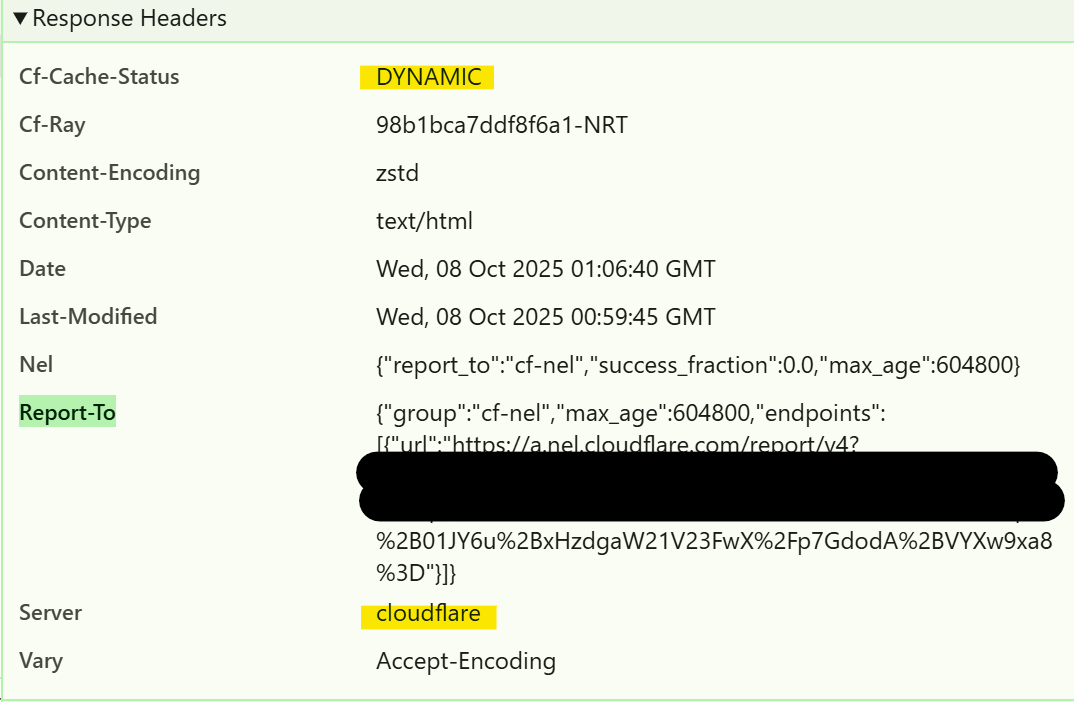 ▼ Response Headers
Cf-Cache-Status DYNAMIC
Cf-Ray 98b1bca7ddf8f6a1-NRT
Content-Encoding zstd
Content-Type text/html
Date Wed, 08 Oct 2025 01:06:40 GMT
Last-Modified Wed, 08 Oct 2025 00:59:45 GMT
Nel {"report_to":"cf-nel","success_fraction":0.0,"max_age":604800}
Report-To {"group":"cf-nel","max_age":604800,"endpoints":
[{"url":"https://a.nel.cloudflare.com/report/v4?
%2B01JY6u%2BxHzdgaW21V23FwX%2Fp7GdodA%2BVYXw9xa8
%3D"}]}
Server cloudflare
Vary Accept-Encoding